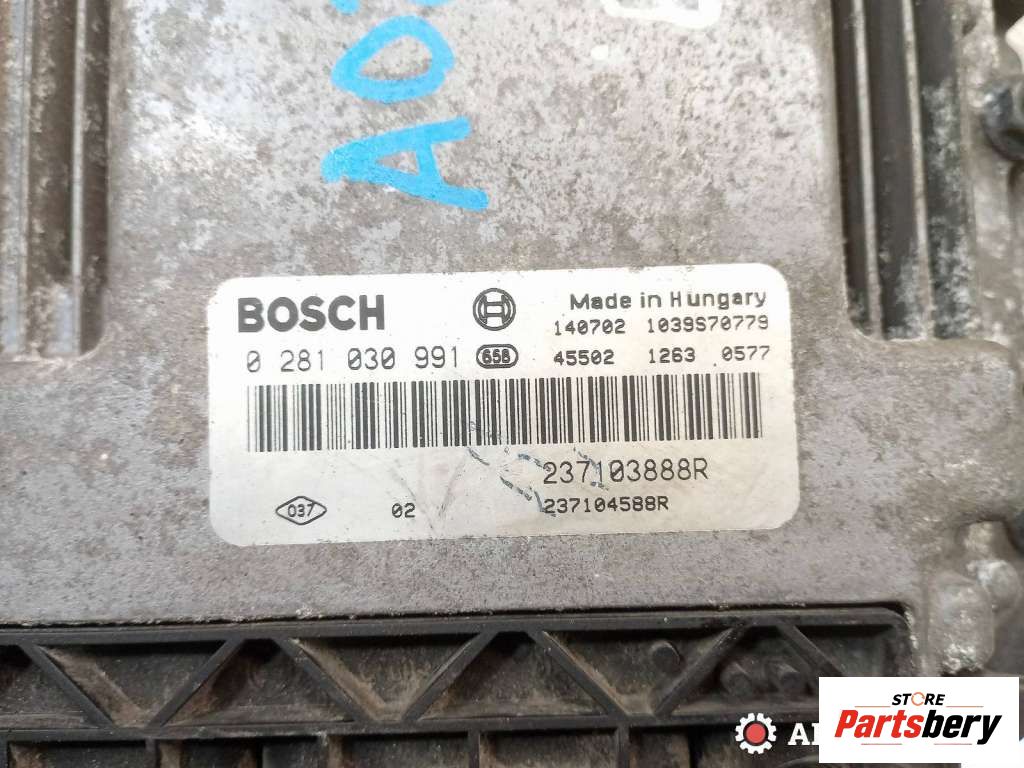 BOSCH
Made in Hungary
140702 1039S70779
0 281 030 991 658 45502 1263 0577
237103888R
037 02 237104588R
STORE
Partsbery